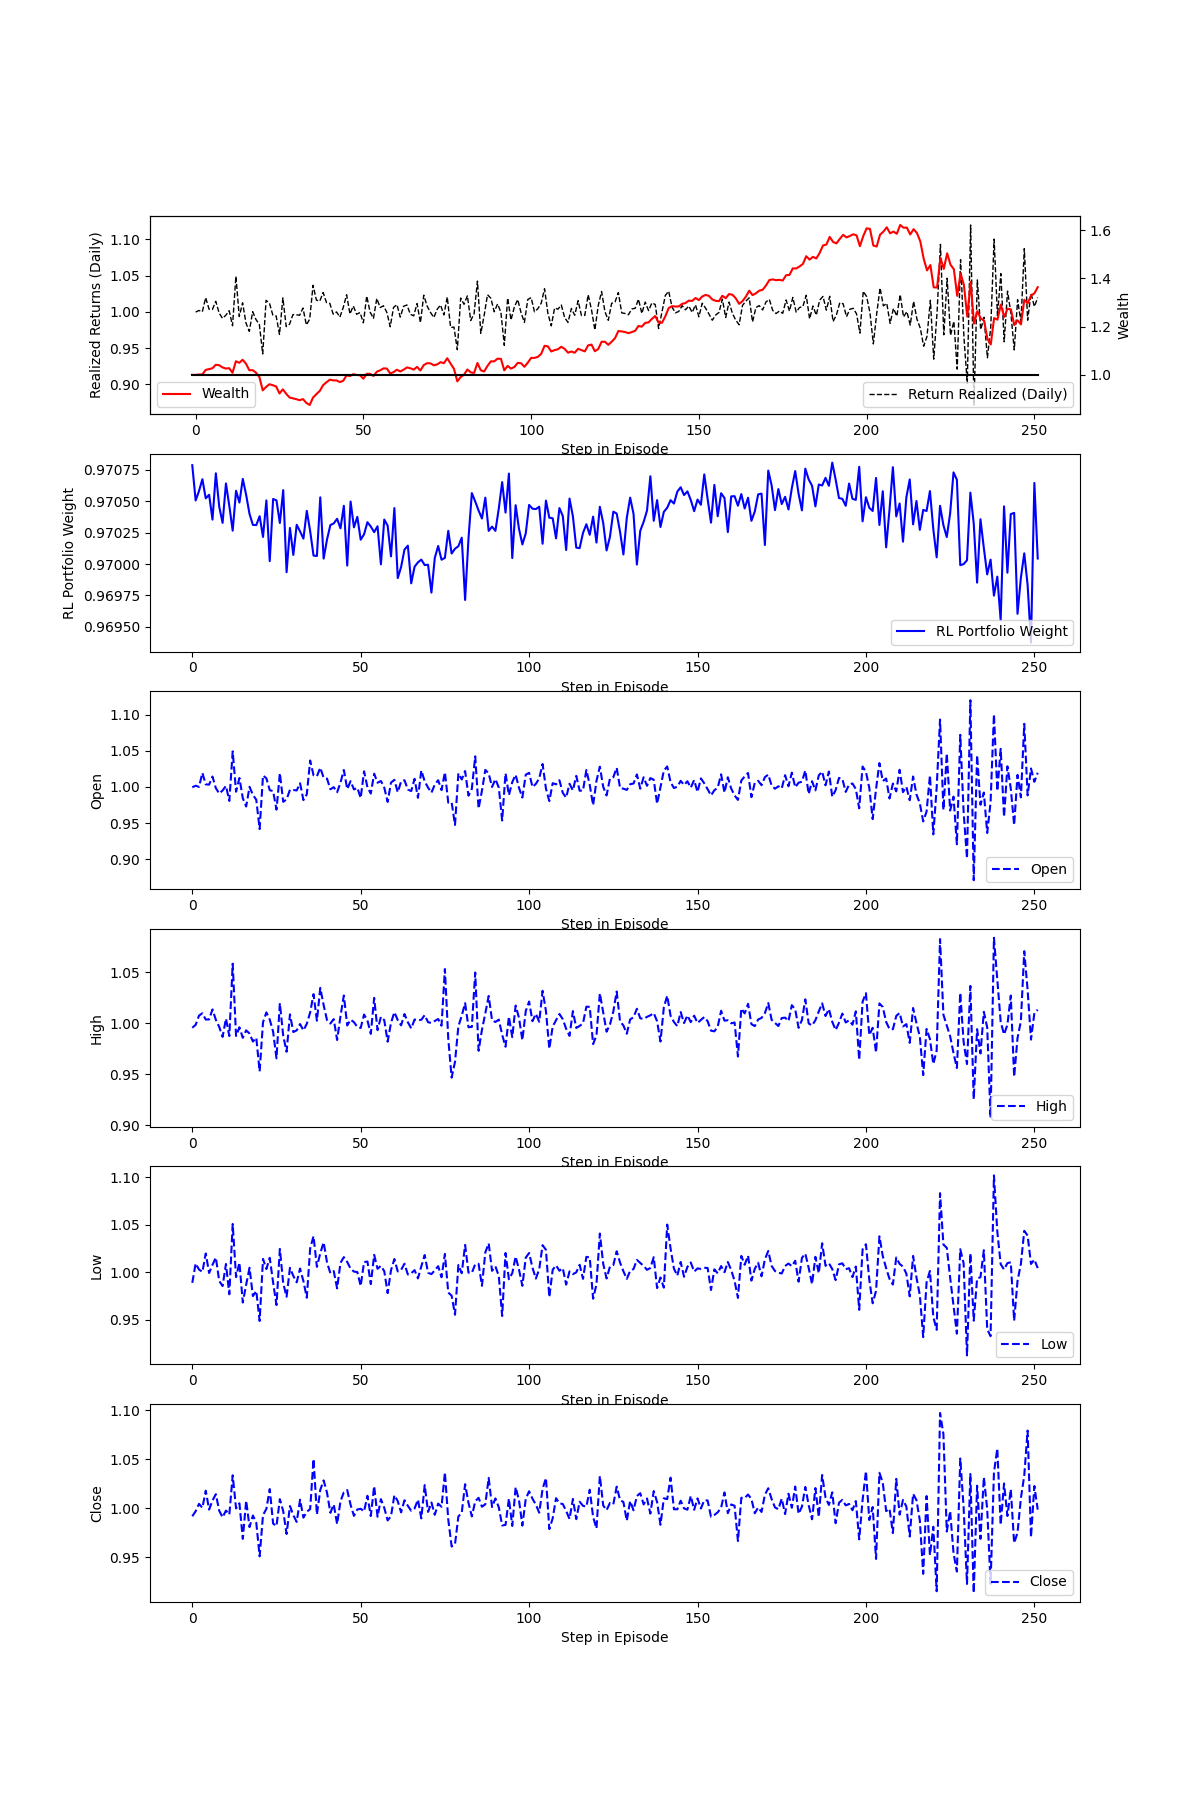 Realized Returns (Daily)
1.10
1.05
1.00
0.95
0.90
1.6
1.4
1.2
1.0
Wealth
Wealth
Return Realized (Daily)
0 50 100 150 200 250
Step in Episode
RL Portfolio Weight
0.97075
0.97050
0.97025
0.97000
0.96975
0.96950
RL Portfolio Weight
0 50 100 150 200 250
Step in Episode
Open
1.10
1.05
1.00
0.95
0.90
Open
0 50 100 150 200 250
Step in Episode
High
1.05
1.00
0.95
0.90
High
0 50 100 150 200 250
Step in Episode
Low
1.10
1.05
1.00
0.95
Low
0 50 100 150 200 250
Step in Episode
Close
1.10
1.05
1.00
0.95
Close
0 50 100 150 200 250
Step in Episode